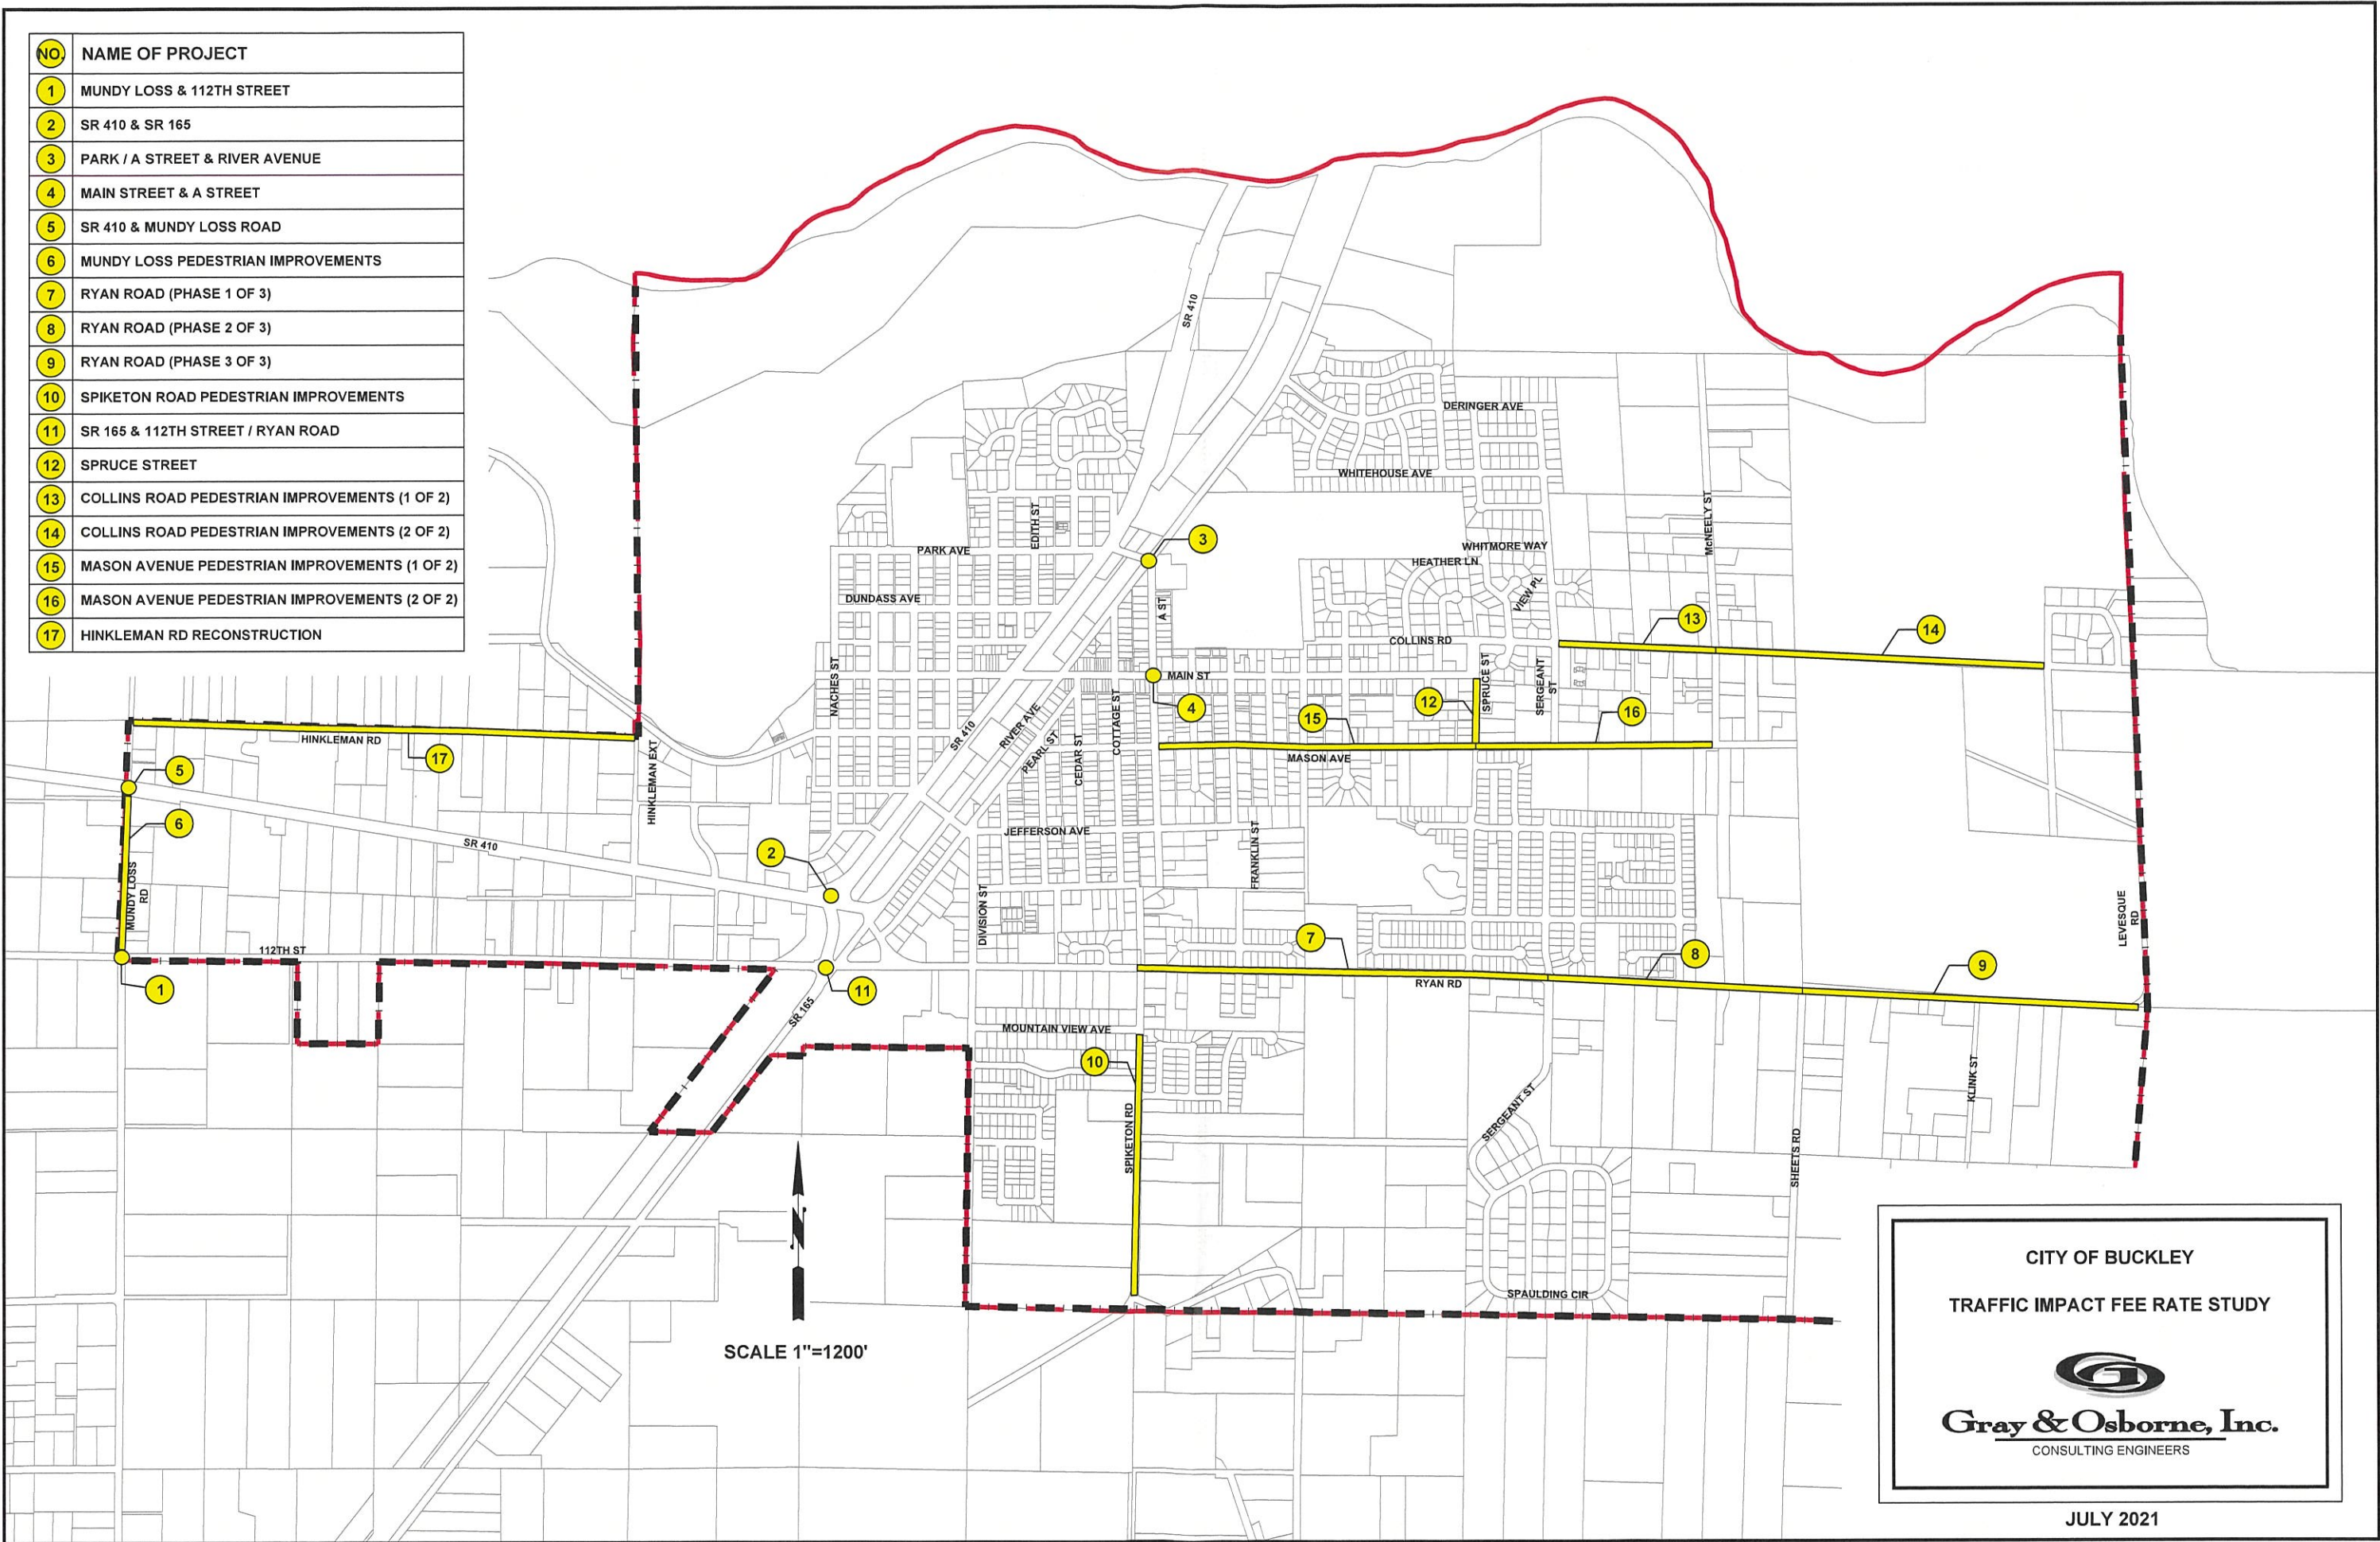 NO. NAME OF PROJECT
1 MUNDY LOSS & 112TH STREET
2 SR 410 & SR 165
3 PARK / A STREET & RIVER AVENUE
4 MAIN STREET & A STREET
5 SR 410 & MUNDY LOSS ROAD
6 MUNDY LOSS PEDESTRIAN IMPROVEMENTS
7 RYAN ROAD (PHASE 1 OF 3)
8 RYAN ROAD (PHASE 2 OF 3)
9 RYAN ROAD (PHASE 3 OF 3)
10 SPIKETON ROAD PEDESTRIAN IMPROVEMENTS
11 SR 165 & 112TH STREET / RYAN ROAD
12 SPRUCE STREET
13 COLLINS ROAD PEDESTRIAN IMPROVEMENTS (1 OF 2)
14 COLLINS ROAD PEDESTRIAN IMPROVEMENTS (2 OF 2)
15 MASON AVENUE PEDESTRIAN IMPROVEMENTS (1 OF 2)
16 MASON AVENUE PEDESTRIAN IMPROVEMENTS (2 OF 2)
17 HINKLEMAN RD RECONSTRUCTION
SR 410
DERINGER AVE
WHITEHOUSE AVE
EDITH ST
McNEELY ST
3
PARK AVE
WHITMORE WAY
HEATHER LN
VIEW PL
DUNDASS AVE
A ST
13
14
COLLINS RD
NACHES ST
MAIN ST
SPRUCE ST
SERGEANT
ST
12
4
15
16
RIVER AVE
COTTAGE ST
SR 410
PEARL ST
CEDAR ST
MASON AVE
HINKLEMAN RD
17
HINKLEMAN EXT
5
6
SR 410
JEFFERSON AVE
FRANKLIN ST
2
MUNDY LOSS
RD
DIVISION ST
LEVESQUE
RD
7
8
9
112TH ST
1
11
RYAN RD
SR 165
MOUNTAIN VIEW AVE
10
KLINK ST
SPIKETON RD
SERGEANT ST
SHEETS RD
N
SPAULDING CIR
SCALE 1"=1200'
CITY OF BUCKLEY
TRAFFIC IMPACT FEE RATE STUDY
G
Gray & Osborne, Inc.
CONSULTING ENGINEERS
JULY 2021